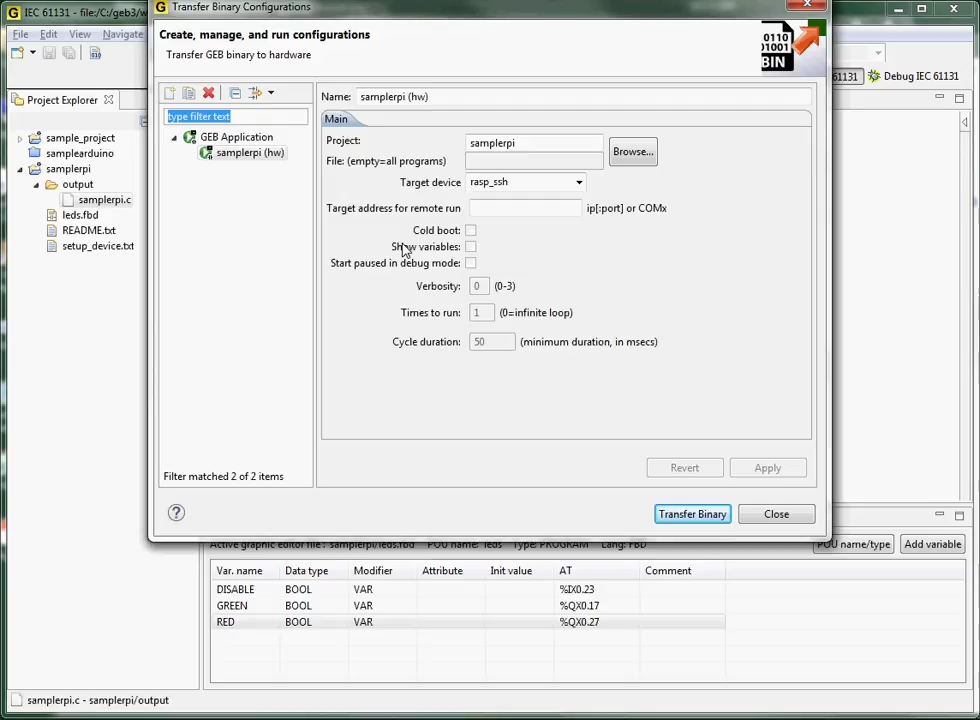 IEC 61131 - file:/C:/geb3/w
Transfer Binary Configurations
File Edit View Navigate
Create, manage, and run configurations
Transfer GEB binary to hardware
0110
01001
BIN
61131
Debug IEC 61131
Project Explorer
sample_project
samplearduino
samplerpi
output
samplerpi.c
leds.fbd
README.txt
setup_device.txt
type filter text
GEB Application
samplerpi (hw)
Filter matched 2 of 2 items
Name: samplerpi (hw)
Main
Project: samplerpi
File: (empty=all programs)
Browse...
Target device rasp_ssh
Target address for remote run ip[:port] or COMx
Cold boot:
Show variables:
Start paused in debug mode:
Verbosity: 0 (0-3)
Times to run: 1 (0=infinite loop)
Cycle duration: 50 (minimum duration, in msecs)
Revert Apply
Transfer Binary Close
Active graphic editor file : samplerpi/leds.fbd POU name: leds Type: PROGRAM Lang: FBD
POU name/type Add variable
Var. name Data type Modifier Attribute Init value AT Comment
DISABLE BOOL VAR %IX0.23
GREEN BOOL VAR %QX0.17
RED BOOL VAR %QX0.27
samplerpi.c - samplerpi/output